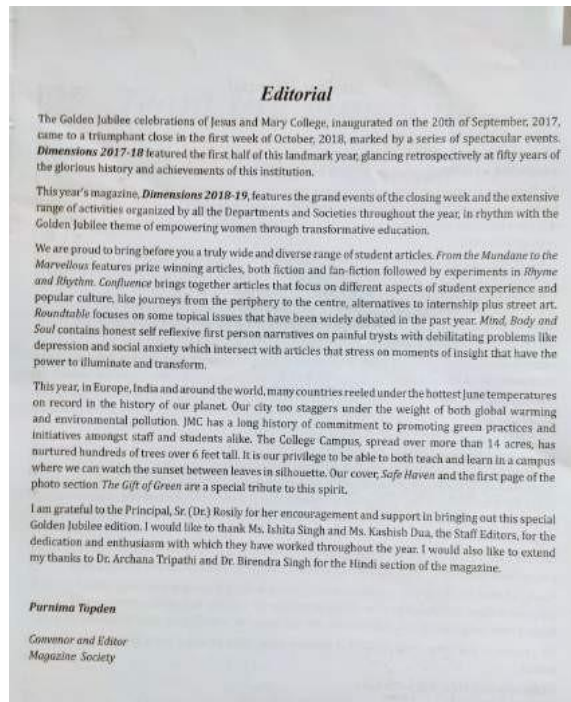 Editorial
The Golden Jubilee celebrations of Jesus and Mary College, inaugurated on the 20th of September, 2017,
came to a triumphant close in the first week of October, 2018, marked by a series of spectacular events.
Dimensions 2017-18 featured the first half of this landmark year, glancing retrospectively at fifty years of
the glorious history and achievements of this institution.
This year's magazine, Dimensions 2018-19, features the grand events of the closing week and the extensive
range of activities organized by all the Departments and Societies throughout the year, in rhythm with the
Golden Jubilee theme of empowering women through transformative education.
We are proud to bring before you a truly wide and diverse range of student articles. From the Mundane to the
Marvellous features prize winning articles, both fiction and fan-fiction followed by experiments in Rhyme
and Rhythm. Confluence brings together articles that focus on different aspects of student experience and
popular culture, like journeys from the periphery to the centre, alternatives to internship plus street art.
Roundtable focuses on some topical issues that have been widely debated in the past year. Mind, Body and
Soul contains honest self reflexive first person narratives on painful trysts with debilitating problems like
depression and social anxiety which intersect with articles that stress on moments of insight that have the
power to illuminate and transform.
This year, in Europe, India and around the world, many countries reeled under the hottest June temperatures
on record in the history of our planet. Our city too staggers under the weight of both global warming
and environmental pollution. JMC has a long history of commitment to promoting green practices and
initiatives amongst staff and students alike. The College Campus, spread over more than 14 acres, has
nurtured hundreds of trees over 6 feet tall. It is our privilege to be able to both teach and learn in a campus
where we can watch the sunset between leaves in silhouette. Our cover, Safe Haven and the first page of the
photo section The Gift of Green are a special tribute to this spirit.
I am grateful to the Principal, Sr. (Dr.) Rosily for her encouragement and support in bringing out this special
Golden Jubilee edition. I would like to thank Ms. Ishita Singh and Ms. Kashish Dua, the Staff Editors, for the
dedication and enthusiasm with which they have worked throughout the year. I would also like to extend
my thanks to Dr. Archana Tripathi and Dr. Birendra Singh for the Hindi section of the magazine.
Purnima Topden
Convenor and Editor
Magazine Society